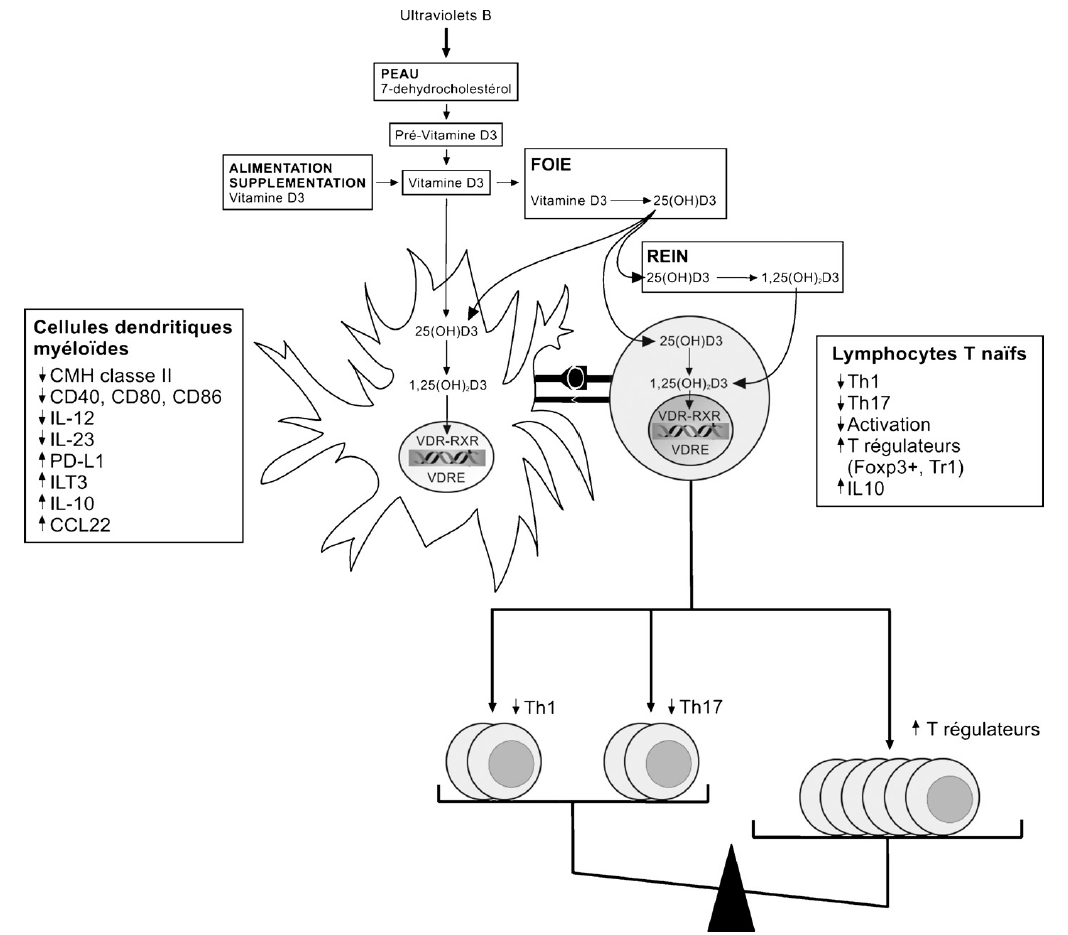 Ultraviolets B
PEAU
7-dehydrocholestérol
Pré-Vitamine D3
ALIMENTATION
SUPPLEMENTATION
Vitamine D3
Vitamine D3
FOIE
Vitamine D3
25(OH)D3
REIN
25(OH)D3
1,25(OH)₂D3
25(OH)D3
1,25(OH)₂D3
VDR-RXR
VDRE
25(OH)D3
1,25(OH)₂D3
VDR-RXR
VDRE
Cellules dendritiques
myéloïdes
↓ CMH classe II
↓ CD40, CD80, CD86
↓ IL-12
↓ IL-23
↑ PD-L1
↑ ILT3
↑ IL-10
↑ CCL22
Lymphocytes T naïfs
↓ Th1
↓ Th17
↓ Activation
↑ T régulateurs
(Foxp3+, Tr1)
↑ IL10
↓ Th1
↓ Th17
↑ T régulateurs